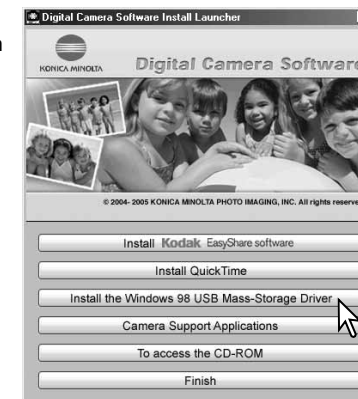 Digital Camera Software Install Launcher
KONICA MINOLTA
Digital Camera Software
© 2004- 2005 KONICA MINOLTA PHOTO IMAGING, INC. All rights reserve
Install Kodak EasyShare software
Install QuickTime
Install the Windows 98 USB Mass-Storage Driver
Camera Support Applications
To access the CD-ROM
Finish